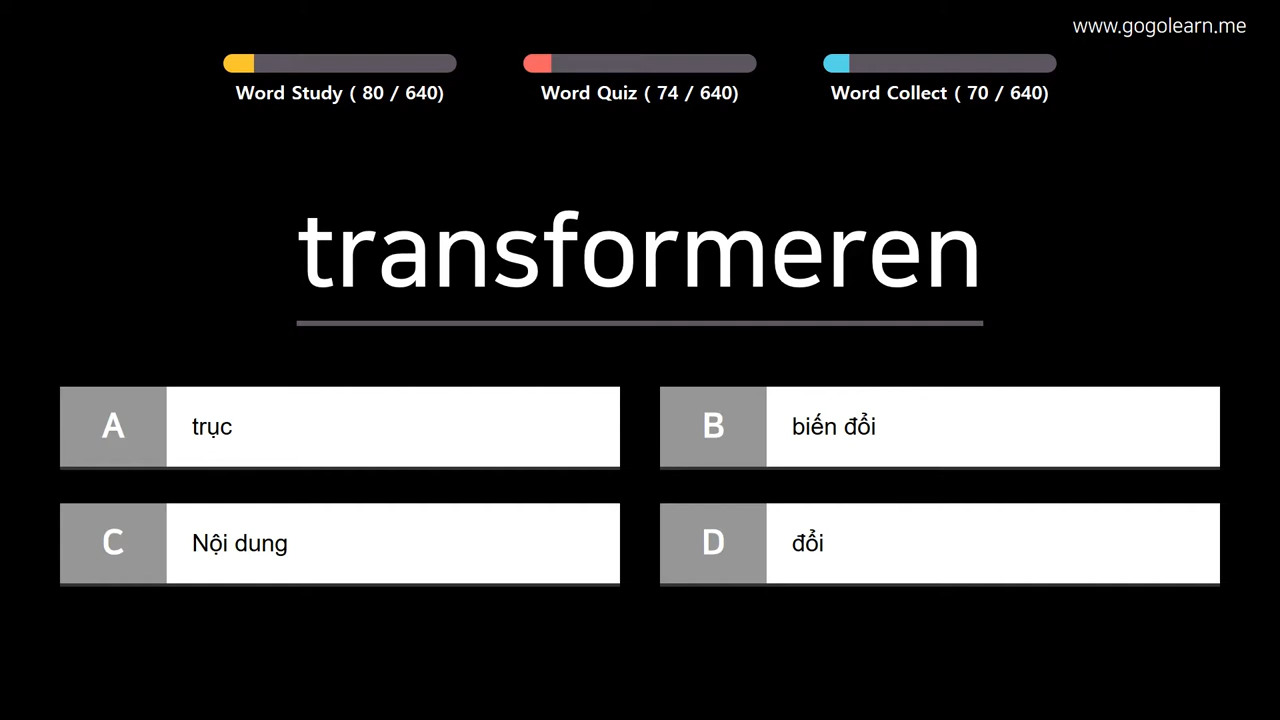 www.gogolearn.me
Word Study ( 80 / 640)
Word Quiz ( 74 / 640)
Word Collect ( 70 / 640)
transformeren
A trục
B biến đổi
C Nội dung
D đổi